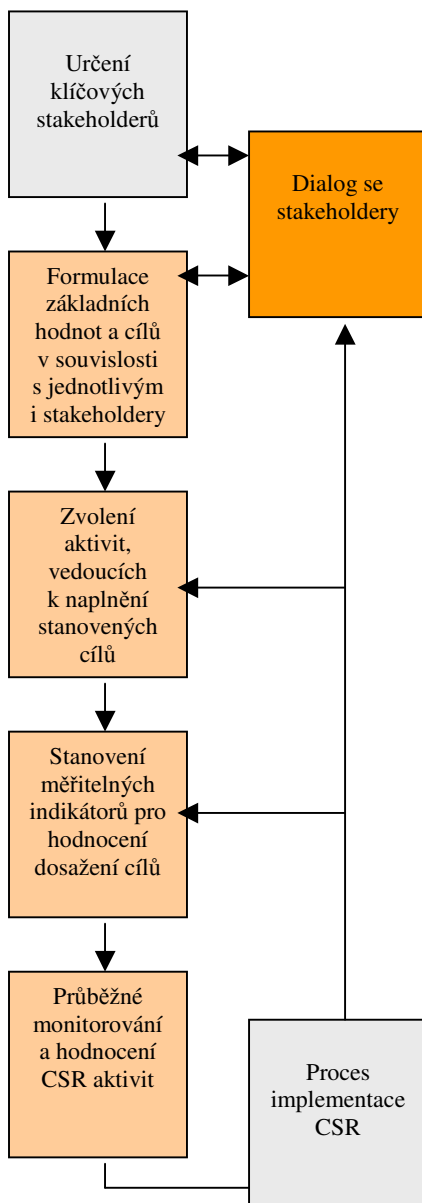 Určení
klíčových
stakeholderů
Dialog se
stakeholdery
Formulace
základních
hodnot a cílů
v souvislosti
s jednotlivým
i stakeholdery
Zvolení
aktivit,
vedoucích
k naplnění
stanovených
cílů
Stanovení
měřitelných
indikátorů pro
hodnocení
dosažení cílů
Průběžné
monitorování
a hodnocení
CSR aktivit
Proces
implementace
CSR